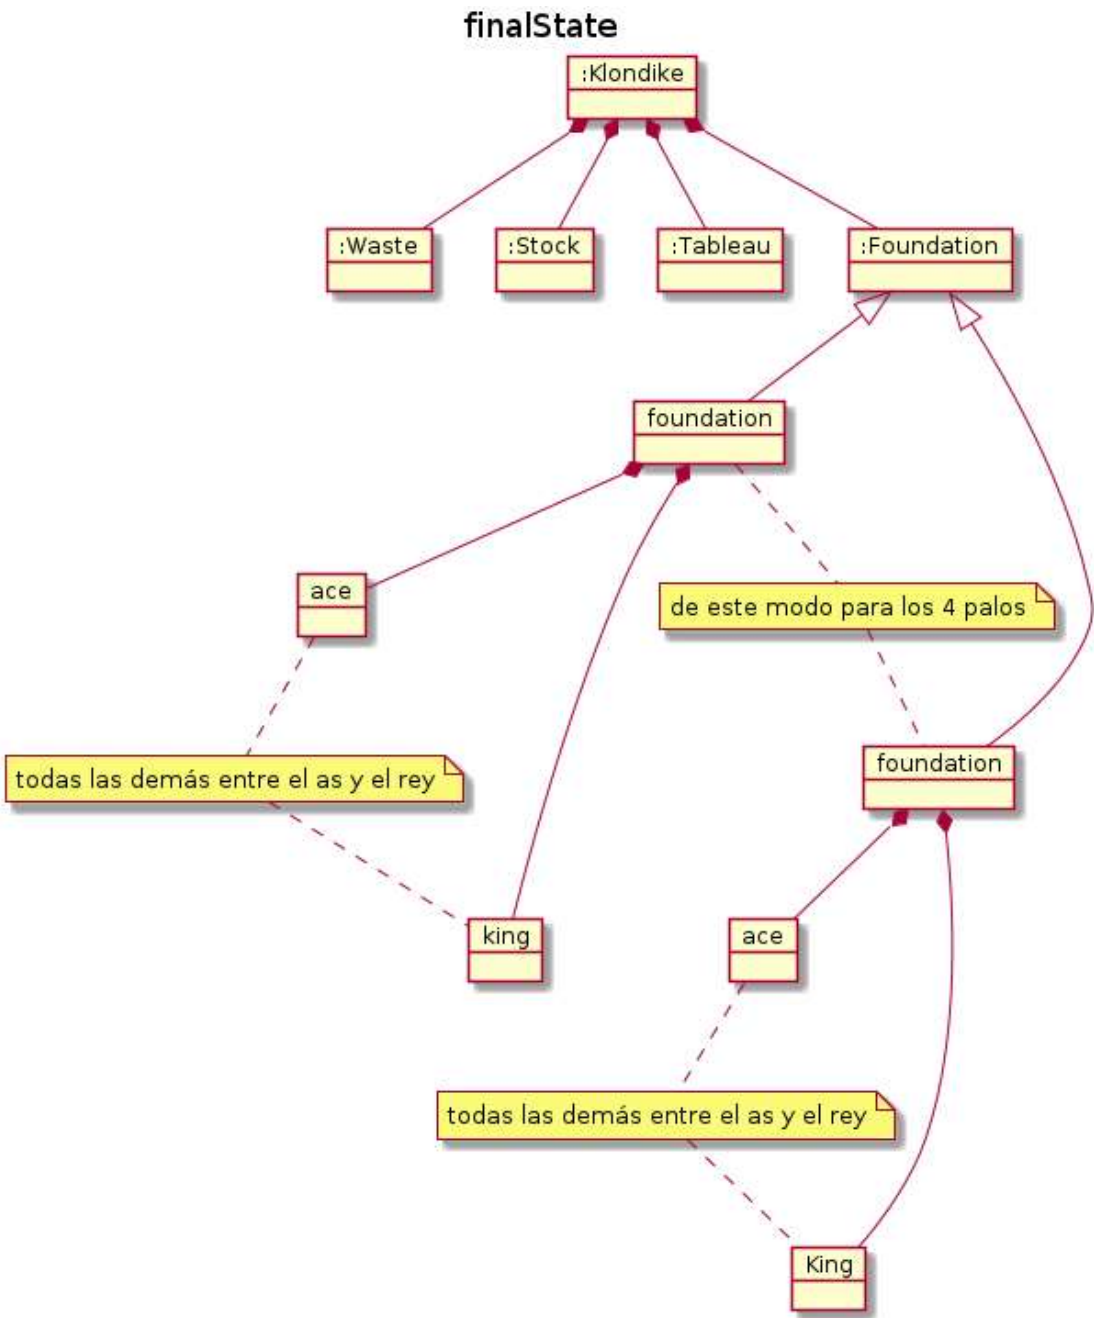 finalState
:Klondike
:Waste
:Stock
:Tableau
:Foundation
foundation
ace
de este modo para los 4 palos
todas las demás entre el as y el rey
foundation
king
ace
todas las demás entre el as y el rey
King